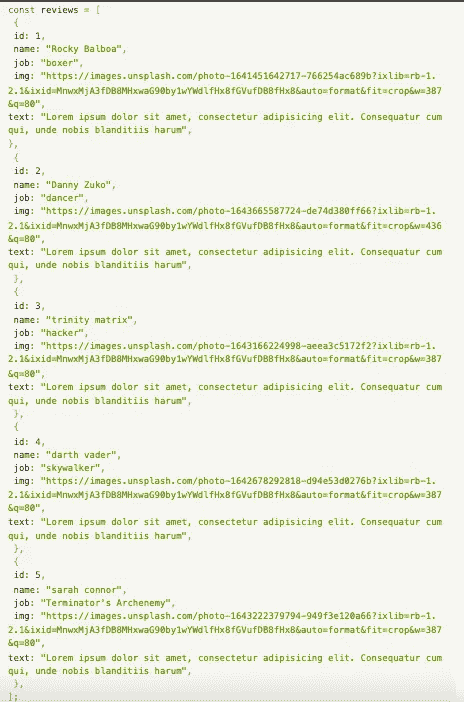 const reviews = [
{
id: 1,
name: "Rocky Balboa",
job: "boxer",
img: "https://images.unsplash.com/photo-1641451642717-766254ac689b?ixlib=rb-1.
2.1&ixid=MnwxMjA3fDB8MHxwaG90by1wYWdlfHx8fGVufDB8fHx8&auto=format&fit=crop&w=387
&q=80",
text: "Lorem ipsum dolor sit amet, consectetur adipisicing elit. Consequatur cum
qui, unde nobis blanditiis harum",
},
{
id: 2,
name: "Danny Zuko",
job: "dancer",
img: "https://images.unsplash.com/photo-1643665587724-de74d380ff66?ixlib=rb-1.
2.1&ixid=MnwxMjA3fDB8MHxwaG90by1wYWdlfHx8fGVufDB8fHx8&auto=format&fit=crop&w=436
&q=80",
text: "Lorem ipsum dolor sit amet, consectetur adipisicing elit. Consequatur cum
qui, unde nobis blanditiis harum",
},
{
id: 3,
name: "trinity matrix",
job: "hacker",
img: "https://images.unsplash.com/photo-1643166224998-aeea3c5172f2?ixlib=rb-1.
2.1&ixid=MnwxMjA3fDB8MHxwaG90by1wYWdlfHx8fGVufDB8fHx8&auto=format&fit=crop&w=387
&q=80",
text: "Lorem ipsum dolor sit amet, consectetur adipisicing elit. Consequatur cum
qui, unde nobis blanditiis harum",
},
{
id: 4,
name: "darth vader",
job: "skywalker",
img: "https://images.unsplash.com/photo-1642678292818-d94e53d0276b?ixlib=rb-1.
2.1&ixid=MnwxMjA3fDB8MHxwaG90by1wYWdlfHx8fGVufDB8fHx8&auto=format&fit=crop&w=387
&q=80",
text: "Lorem ipsum dolor sit amet, consectetur adipisicing elit. Consequatur cum
qui, unde nobis blanditiis harum",
},
{
id: 5,
name: "sarah connor",
job: "Terminator's Archenemy",
img: "https://images.unsplash.com/photo-1643222379794-949f3e120a66?ixlib=rb-1.
2.1&ixid=MnwxMjA3fDB8MHxwaG90by1wYWdlfHx8fGVufDB8fHx8&auto=format&fit=crop&w=387
&q=80",
text: "Lorem ipsum dolor sit amet, consectetur adipisicing elit. Consequatur cum
qui, unde nobis blanditiis harum",
},
];